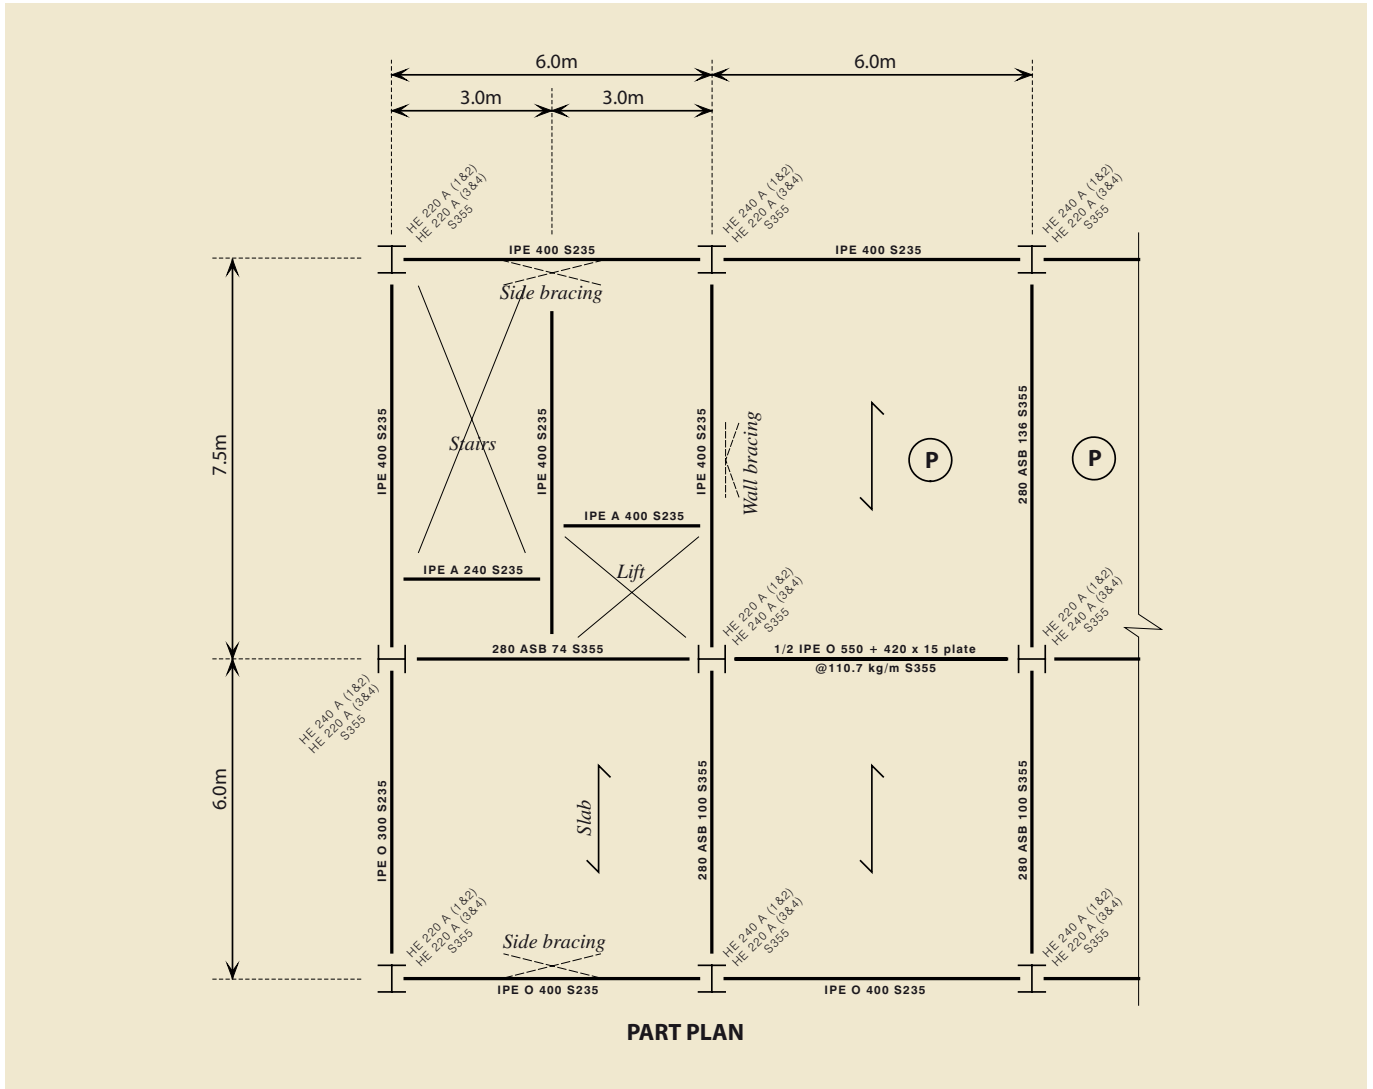 6.0m
6.0m
3.0m
3.0m
HE 220 A (1&2)
HE 220 A (3&4)
S355
HE 240 A (1&2)
HE 220 A (3&4)
S355
HE 240 A (1&2)
HE 220 A (3&4)
S355
IPE 400 S235
IPE 400 S235
Side bracing
7.5m
IPE 400 S235
Stairs
IPE 400 S235
IPE 400 S235
Wall bracing
P
280 ASB 136 S355
P
IPE A 400 S235
IPE A 240 S235
Lift
HE 220 A (1&2)
HE 240 A (3&4)
S355
HE 220 A (1&2)
HE 240 A (3&4)
S355
280 ASB 74 S355
1/2 IPE O 550 + 420 x 15 plate
@110.7 kg/m S355
HE 240 A (1&2)
HE 220 A (3&4)
S355
6.0m
IPE O 300 S235
Slab
280 ASB 100 S355
280 ASB 100 S355
HE 220 A (1&2)
HE 220 A (3&4)
S355
HE 240 A (1&2)
HE 220 A (3&4)
S355
HE 240 A (1&2)
HE 220 A (3&4)
S355
Side bracing
IPE O 400 S235
IPE O 400 S235
PART PLAN